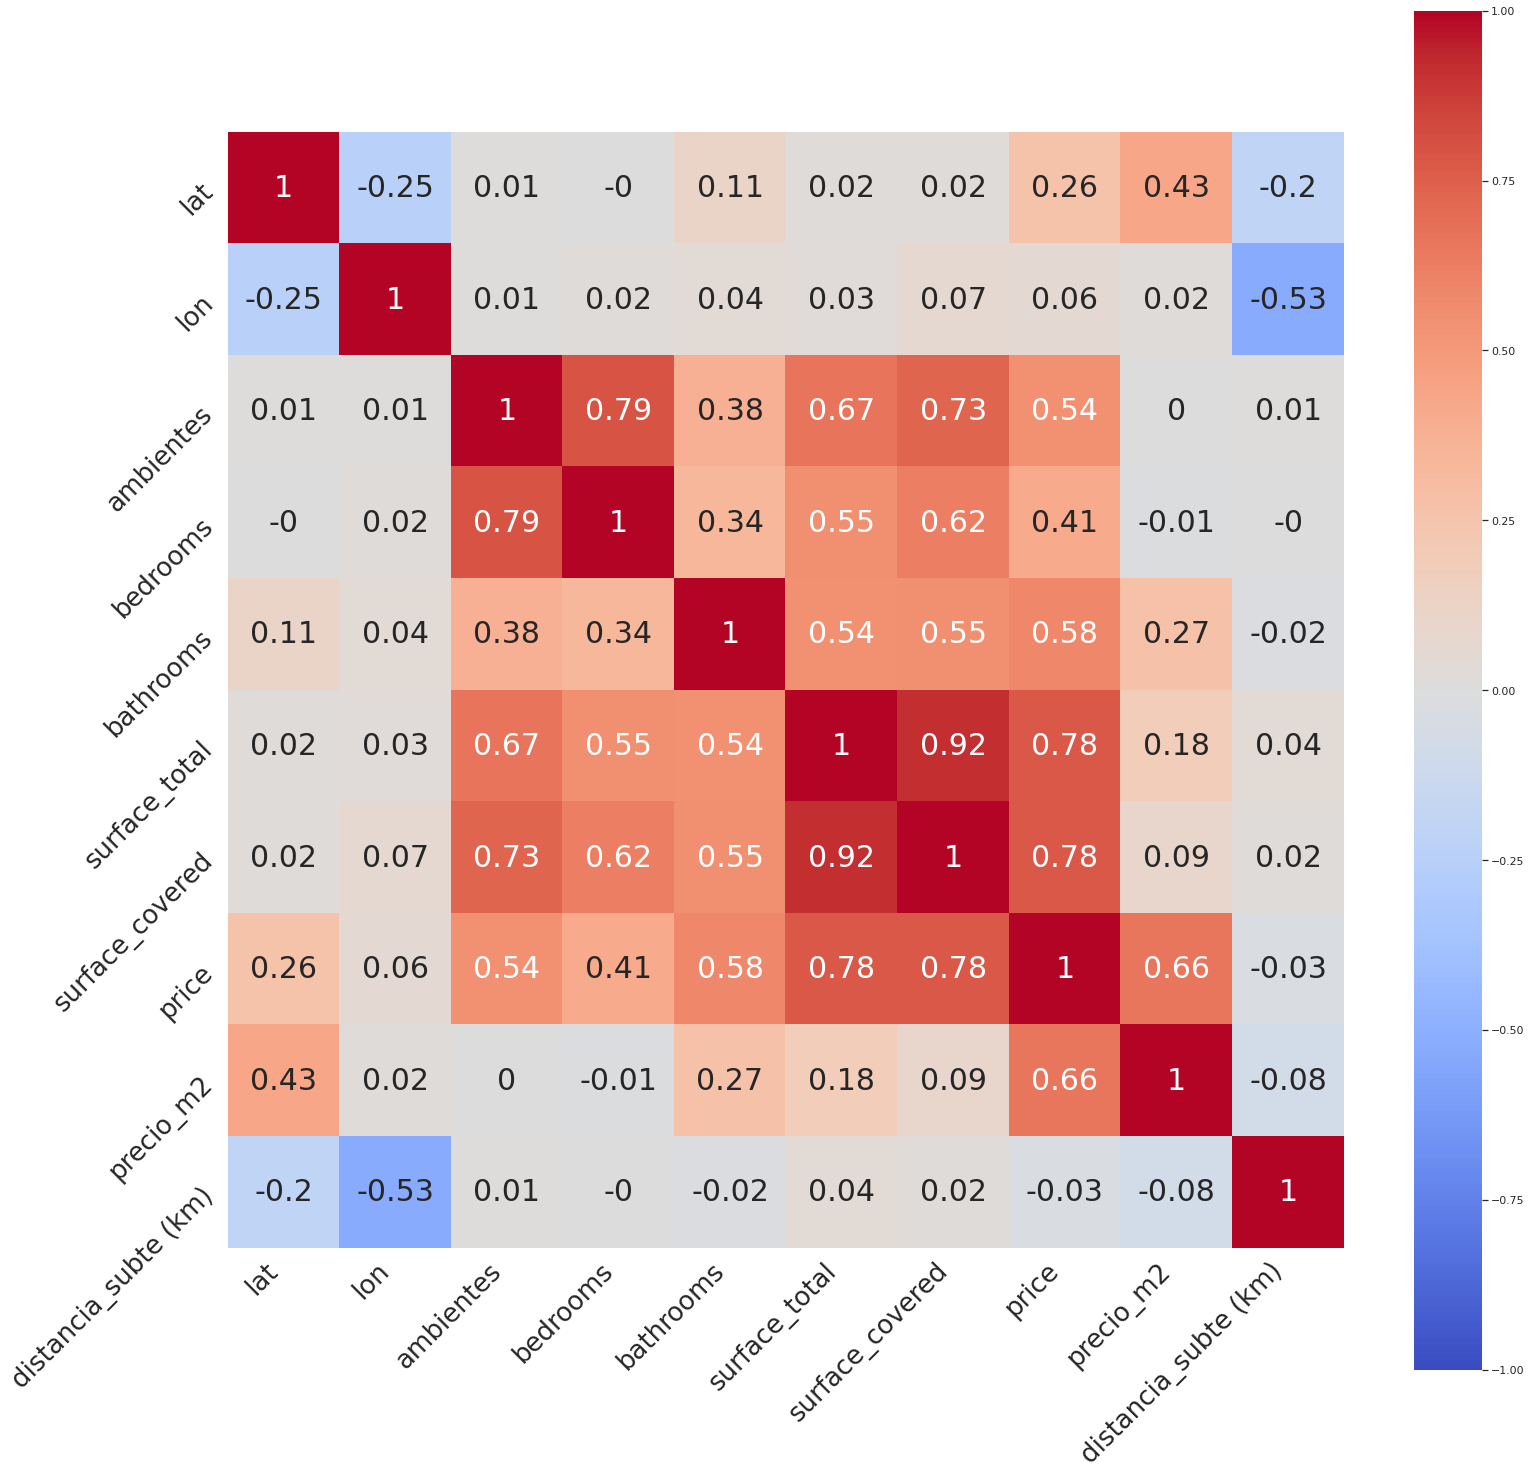 lat 1 -0.25 0.01 -0 0.11 0.02 0.02 0.26 0.43 -0.2
lon -0.25 1 0.01 0.02 0.04 0.03 0.07 0.06 0.02 -0.53
ambientes 0.01 0.01 1 0.79 0.38 0.67 0.73 0.54 0 0.01
bedrooms -0 0.02 0.79 1 0.34 0.55 0.62 0.41 -0.01 -0
bathrooms 0.11 0.04 0.38 0.34 1 0.54 0.55 0.58 0.27 -0.02
surface_total 0.02 0.03 0.67 0.55 0.54 1 0.92 0.78 0.18 0.04
surface_covered 0.02 0.07 0.73 0.62 0.55 0.92 1 0.78 0.09 0.02
price 0.26 0.06 0.54 0.41 0.58 0.78 0.78 1 0.66 -0.03
precio_m2 0.43 0.02 0 -0.01 0.27 0.18 0.09 0.66 1 -0.08
distancia_subte (km) -0.2 -0.53 0.01 -0 -0.02 0.04 0.02 -0.03 -0.08 1
lat lon ambientes bedrooms bathrooms surface_total surface_covered price precio_m2 distancia_subte (km)
1.00
0.75
0.50
0.25
0.00
−0.25
−0.50
−0.75
−1.00